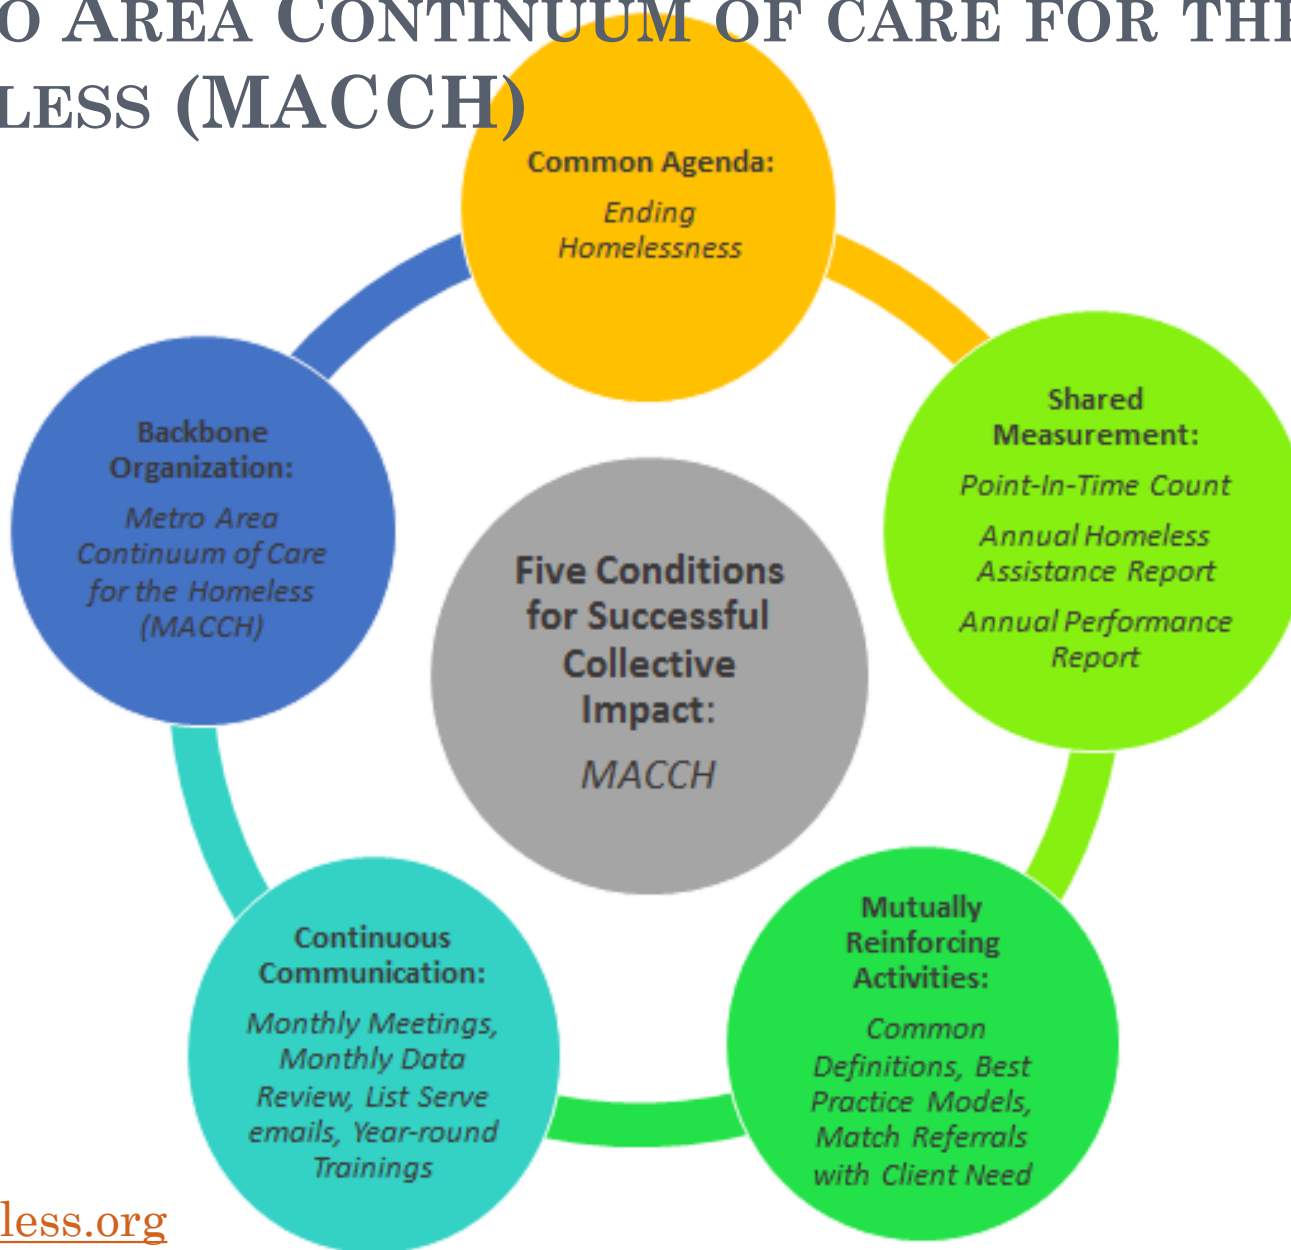 O AREA CONTINUUM OF CARE FOR THE
LESS (MACCH)
Common Agenda:
Ending
Homelessness
Shared
Measurement:
Point-In-Time Count
Annual Homeless
Assistance Report
Annual Performance
Report
Mutually
Reinforcing
Activities:
Common
Definitions, Best
Practice Models,
Match Referrals
with Client Need
Continuous
Communication:
Monthly Meetings,
Monthly Data
Review, List Serve
emails, Year-round
Trainings
Backbone
Organization:
Metro Area
Continuum of Care
for the Homeless
(MACCH)
Five Conditions
for Successful
Collective
Impact:
MACCH
less.org